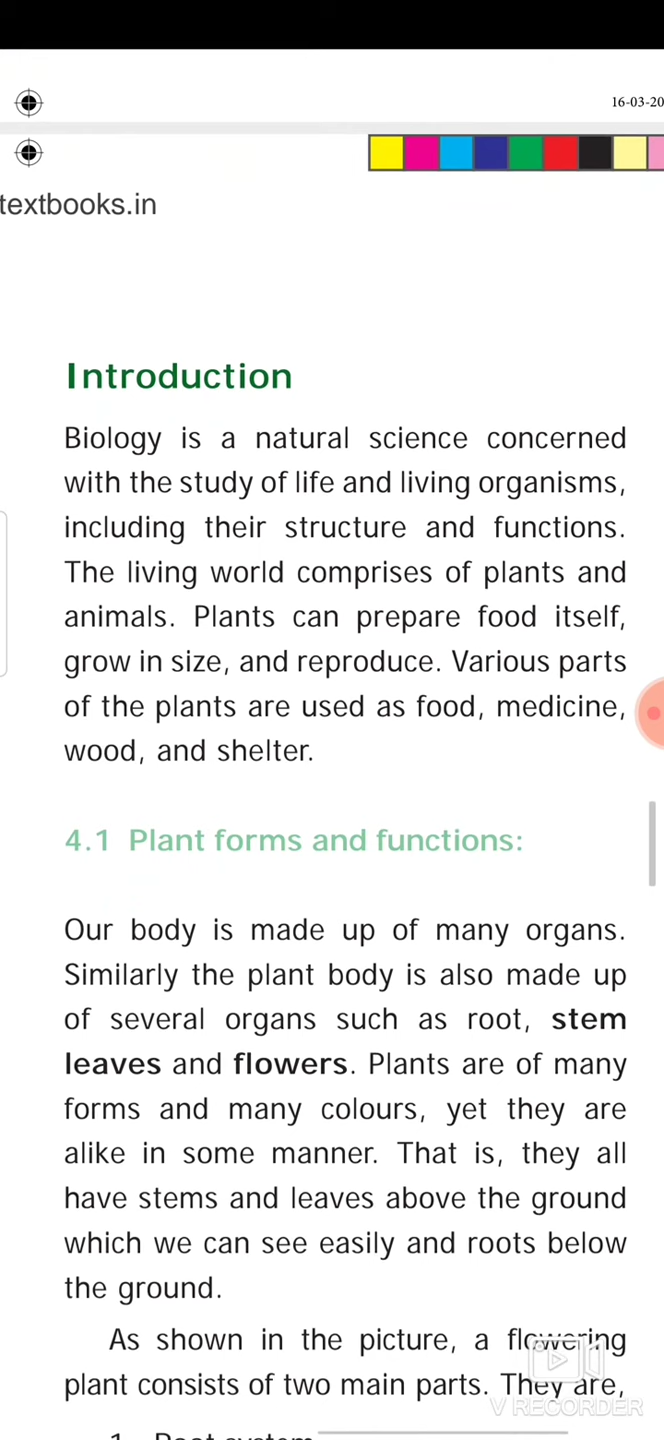 16-03-20
textbooks.in
Introduction
Biology is a natural science concerned
with the study of life and living organisms,
including their structure and functions.
The living world comprises of plants and
animals. Plants can prepare food itself,
grow in size, and reproduce. Various parts
of the plants are used as food, medicine,
wood, and shelter.
4.1 Plant forms and functions:
Our body is made up of many organs.
Similarly the plant body is also made up
of several organs such as root, stem
leaves and flowers. Plants are of many
forms and many colours, yet they are
alike in some manner. That is, they all
have stems and leaves above the ground
which we can see easily and roots below
the ground.
As shown in the picture, a flowering
plant consists of two main parts. They are,
V RECORDER
1. Root system